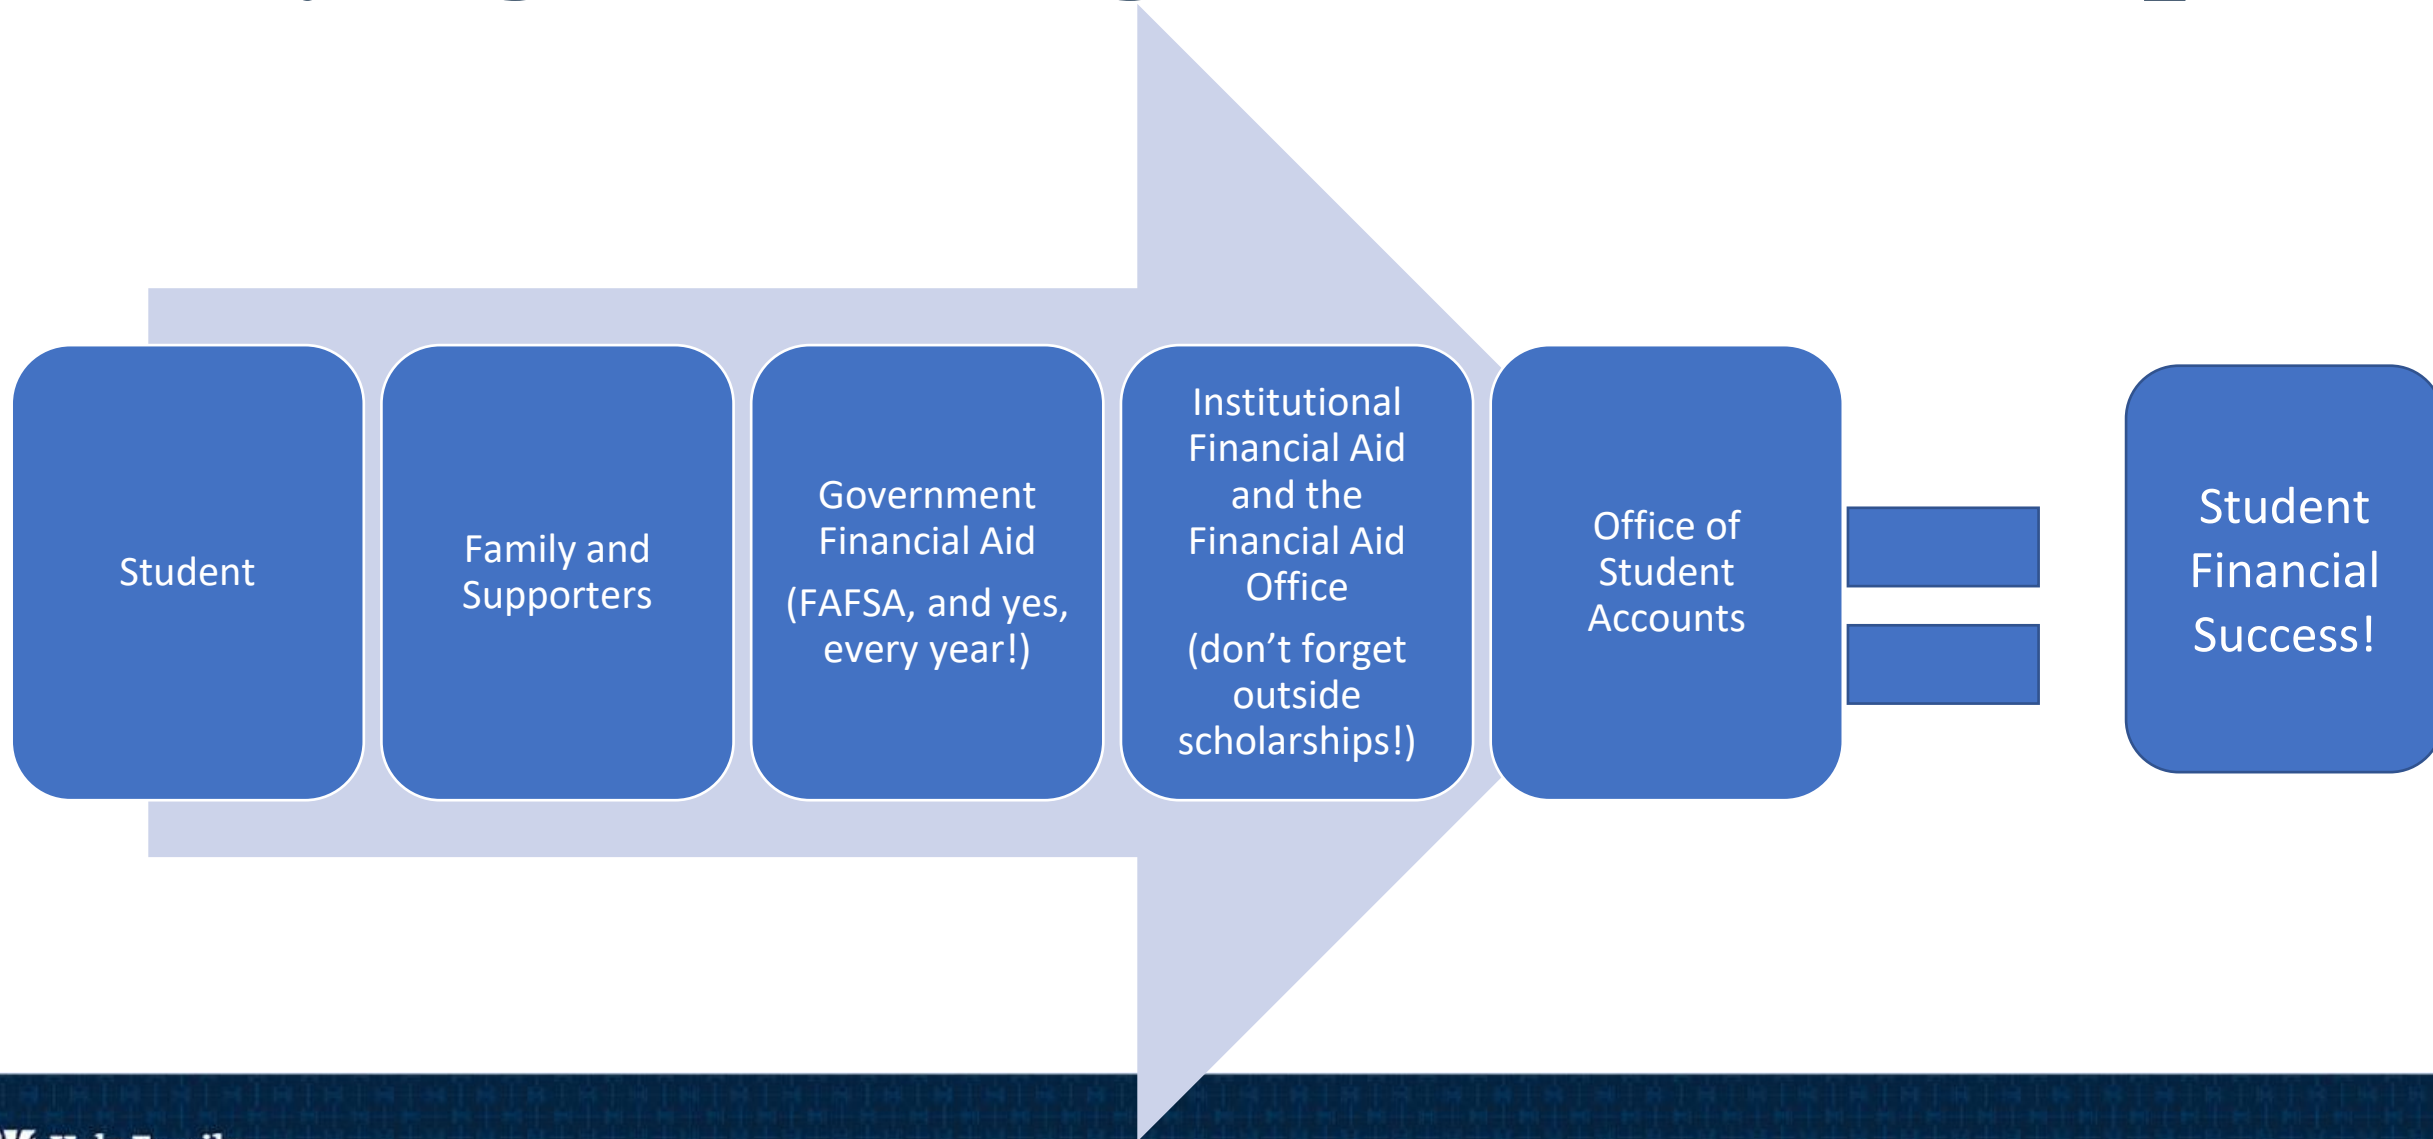 Student
Family and
Supporters
Government
Financial Aid
(FAFSA, and yes,
every year!)
Institutional
Financial Aid
and the
Financial Aid
Office
(don’t forget
outside
scholarships!)
Office of
Student
Accounts
Student
Financial
Success!